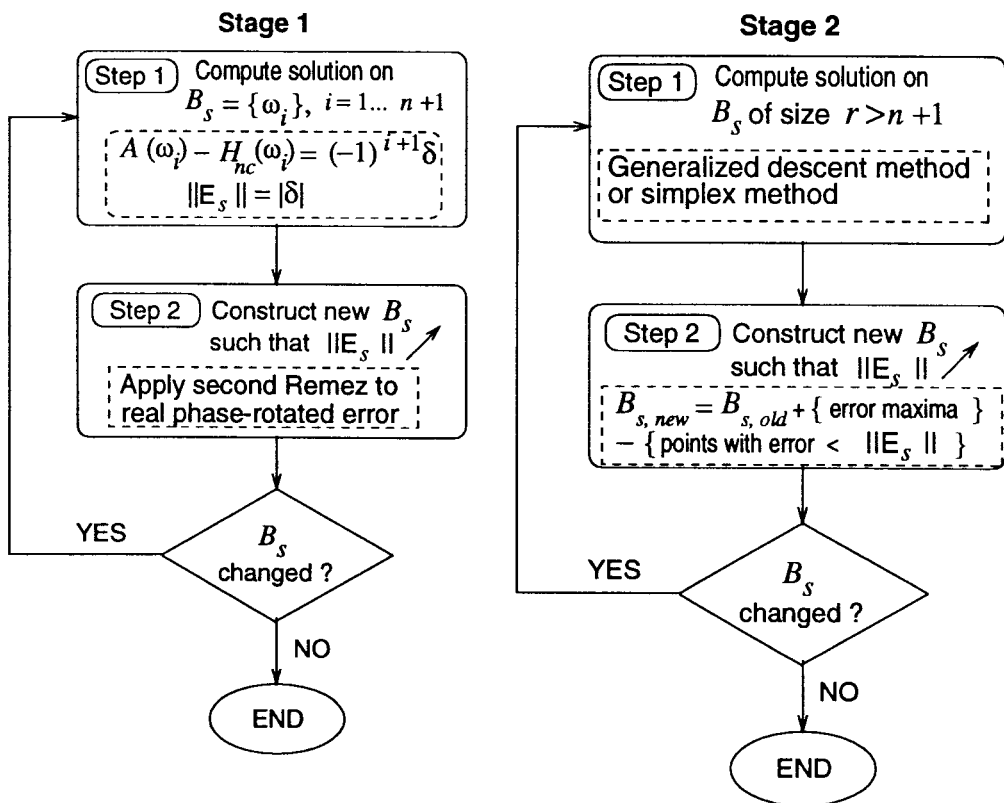 Stage 1
Step 1 Compute solution on
B_s = {ω_i}, i = 1... n +1
A (ω_i) – H_nc(ω_i) = (-1)^{i+1} δ
||E_s || = |δ|
Step 2 Construct new B_s
such that ||E_s ||
Apply second Remez to
real phase-rotated error
YES
B_s
changed ?
NO
END
Stage 2
Step 1 Compute solution on
B_s of size r > n + 1
Generalized descent method
or simplex method
Step 2 Construct new B_s
such that ||E_s ||
B_{s, new} = B_{s, old} + { error maxima }
– { points with error < ||E_s || }
YES
B_s
changed ?
NO
END